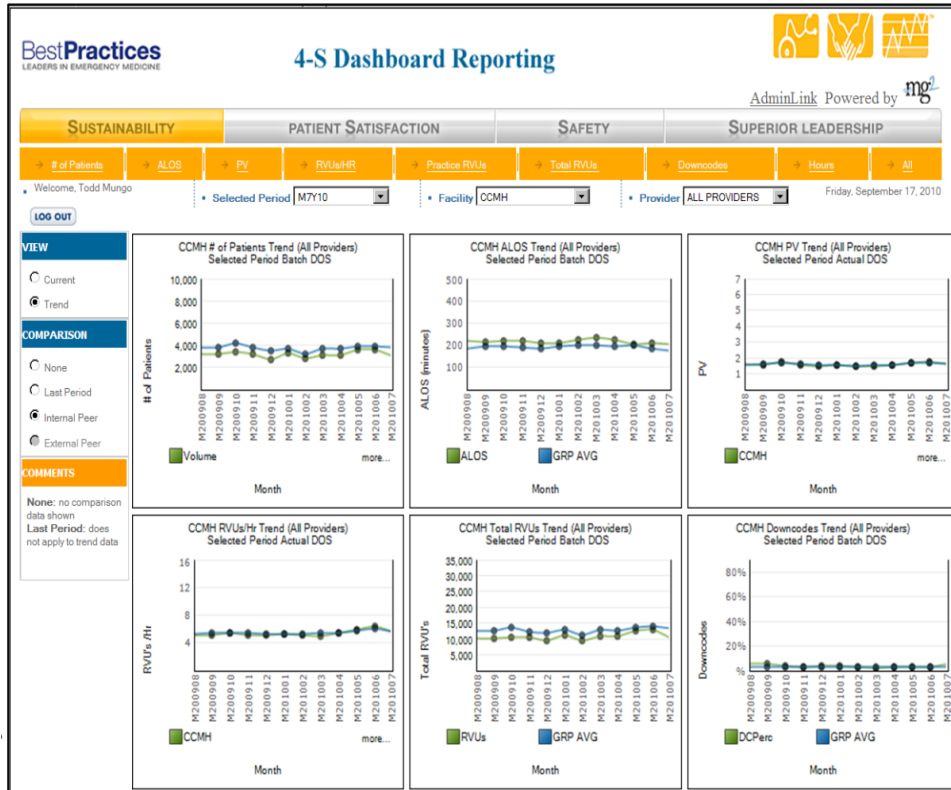 BestPractices
LEADERS IN EMERGENCY MEDICINE
4-S Dashboard Reporting
AdminLink Powered by mg2
SUSTAINABILITY PATIENT SATISFACTION SAFETY SUPERIOR LEADERSHIP
→ # of Patients → ALOS → PV → RVUs/HR → Practice RVUs → Total RVUs → Downcodes → Hours → All
Welcome, Todd Mungo
Selected Period M7Y10 Facility CCMH Provider ALL PROVIDERS
Friday, September 17, 2010
LOG OUT
VIEW
Current
Trend
COMPARISON
None
Last Period
Internal Peer
External Peer
COMMENTS
None: no comparison
data shown
Last Period: does
not apply to trend data
CCMH # of Patients Trend (All Providers)
Selected Period Batch DOS
# of Patients
10,000
8,000
6,000
4,000
2,000
M200908 M200909 M200910 M200911 M200912 M201001 M201002 M201003 M201004 M201005 M201006 M201007
Volume more...
Month
CCMH ALOS Trend (All Providers)
Selected Period Batch DOS
ALOS (minutes)
500
400
300
200
100
M200908 M200909 M200910 M200911 M200912 M201001 M201002 M201003 M201004 M201005 M201006 M201007
ALOS GRP AVG
Month
CCMH PV Trend (All Providers)
Selected Period Actual DOS
PV
7
6
5
4
3
2
1
M200908 M200909 M200910 M200911 M200912 M201001 M201002 M201003 M201004 M201005 M201006 M201007
CCMH more...
Month
CCMH RVUs/Hr Trend (All Providers)
Selected Period Actual DOS
RVU's /Hr
16
12
8
4
M200908 M200909 M200910 M200911 M200912 M201001 M201002 M201003 M201004 M201005 M201006 M201007
CCMH more...
Month
CCMH Total RVUs Trend (All Providers)
Selected Period Batch DOS
Total RVU's
35,000
30,000
25,000
20,000
15,000
10,000
5,000
M200908 M200909 M200910 M200911 M200912 M201001 M201002 M201003 M201004 M201005 M201006 M201007
RVUs GRP AVG
Month
CCMH Downcodes Trend (All Providers)
Selected Period Batch DOS
Downcodes
80%
60%
40%
20%
%
M200908 M200909 M200910 M200911 M200912 M201001 M201002 M201003 M201004 M201005 M201006 M201007
DCPerc GRP AVG
Month